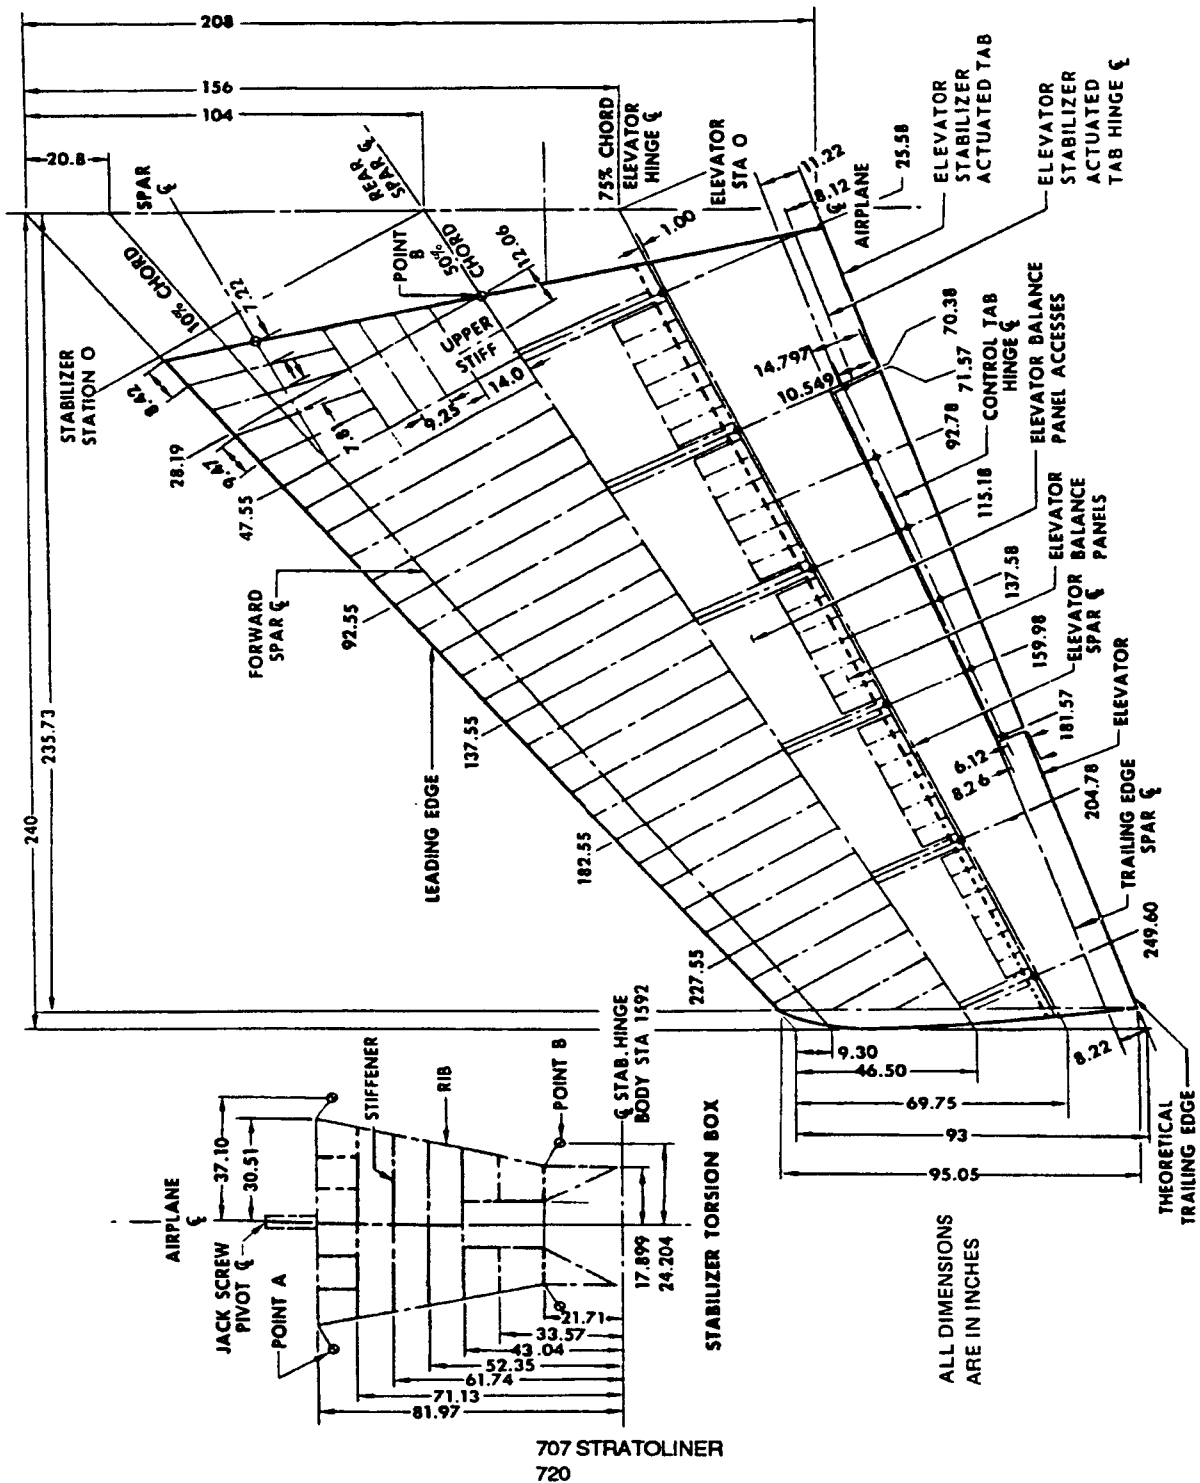 208
156
104
20.8
SPAR ℄
REAR ℄
SPAR
75% CHORD
ELEVATOR
HINGE ℄
ELEVATOR
STA O
11.22
8.12
℄
AIRPLANE
25.58
ELEVATOR
STABILIZER
ACTUATED TAB
ELEVATOR
STABILIZER
ACTUATED
TAB HINGE ℄
10% CHORD
7.22
POINT
B
50%
CHORD
12.06
1.00
STABILIZER
STATION O
8.42
UPPER
STIFF
28.19
9.47
7.81
9.25
14.0
14.797
10.549
70.38
71.57
CONTROL TAB
HINGE ℄
92.78
ELEVATOR BALANCE
PANEL ACCESSES
47.55
FORWARD
SPAR ℄
92.55
115.18
ELEVATOR
BALANCE
PANELS
137.58
LEADING EDGE
137.55
ELEVATOR
SPAR ℄
159.98
ELEVATOR
181.57
6.12
8.26
204.78
TRAILING EDGE
SPAR ℄
182.55
227.55
249.60
240
235.73
9.30
46.50
69.75
93
95.05
8.22
THEORETICAL
TRAILING EDGE
37.10
30.51
AIRPLANE
℄
JACK SCREW
PIVOT ℄
POINT A
STIFFENER
RIB
POINT B
℄ STAB. HINGE
BODY STA 1592
17.899
24.204
21.71
33.57
43.04
52.35
61.74
71.13
81.97
STABILIZER TORSION BOX
ALL DIMENSIONS
ARE IN INCHES
707 STRATOLINER
720